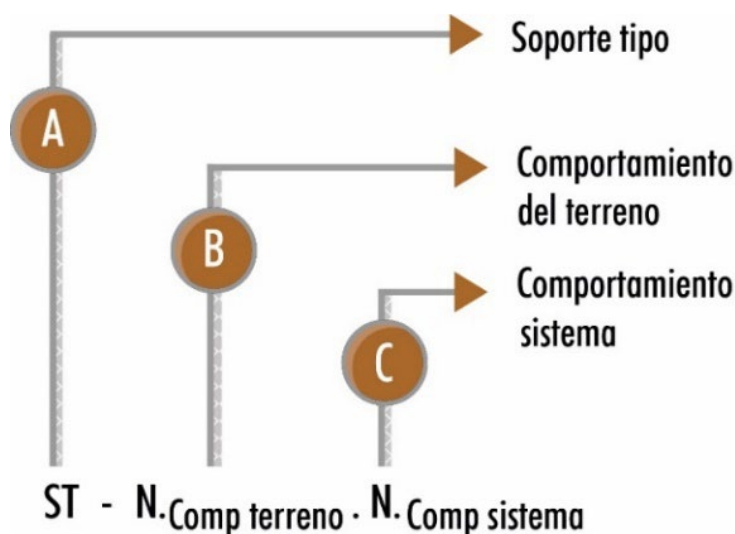 Soporte tipo
A
Comportamiento
del terreno
B
Comportamiento
sistema
C
ST - N.Comp terreno . N. Comp sistema